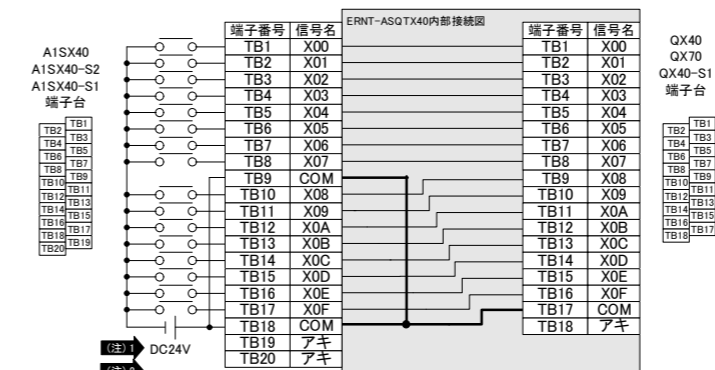 ERNT-ASQTX40内部接続図
A1SX40
A1SX40-S2
A1SX40-S1
端子台
TB1
TB2
TB3
TB4
TB5
TB6
TB7
TB8
TB9
TB10
TB11
TB12
TB13
TB14
TB15
TB16
TB17
TB18
TB19
TB20
端子番号 信号名
TB1 X00
TB2 X01
TB3 X02
TB4 X03
TB5 X04
TB6 X05
TB7 X06
TB8 X07
TB9 COM
TB10 X08
TB11 X09
TB12 X0A
TB13 X0B
TB14 X0C
TB15 X0D
TB16 X0E
TB17 X0F
TB18 COM
TB19 アキ
TB20 アキ
(注)1 DC24V
端子番号 信号名
TB1 X00
TB2 X01
TB3 X02
TB4 X03
TB5 X04
TB6 X05
TB7 X06
TB8 X07
TB9 X08
TB10 X09
TB11 X0A
TB12 X0B
TB13 X0C
TB14 X0D
TB15 X0E
TB16 X0F
TB17 COM
TB18 アキ
QX40
QX70
QX40-S1
端子台
TB1
TB2
TB3
TB4
TB5
TB6
TB7
TB8
TB9
TB10
TB11
TB12
TB13
TB14
TB15
TB16
TB17
TB18